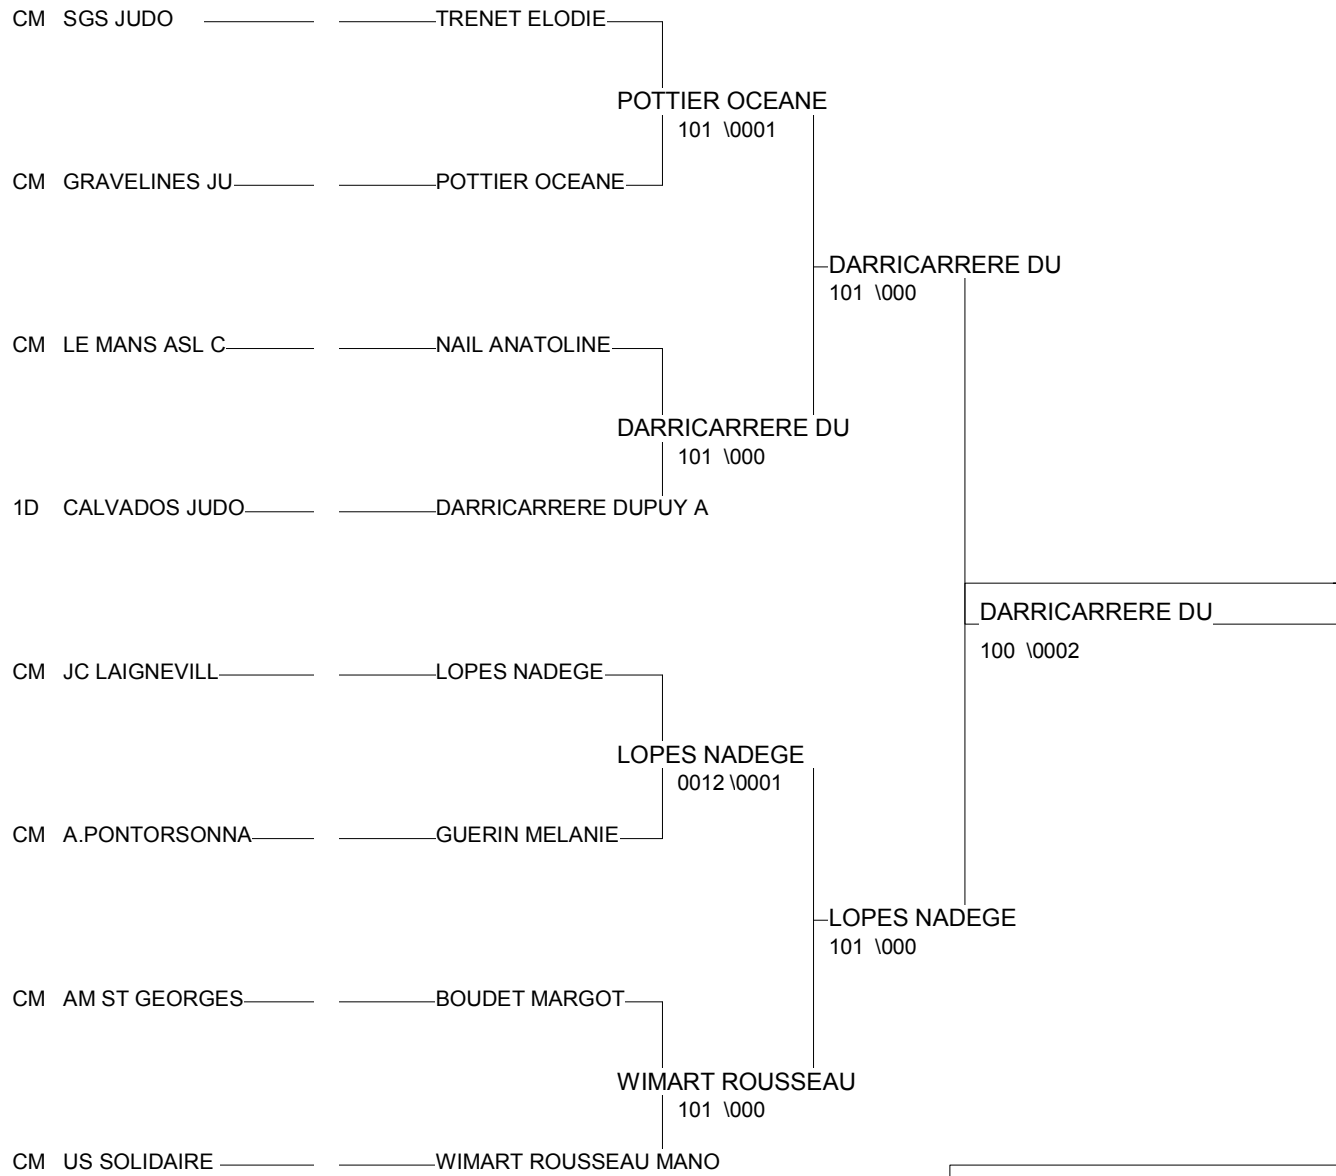 CM SGS JUDO TRENET ELODIE
POTTIER OCEANE
101 \0001
CM GRAVELINES JU POTTIER OCEANE
DARRICARRERE DU
101 \000
CM LE MANS ASL C NAIL ANATOLINE
DARRICARRERE DU
101 \000
1D CALVADOS JUDO DARRICARRERE DUPUY A
DARRICARRERE DU
100 \0002
CM JC LAIGNEVILL LOPES NADEGE
LOPES NADEGE
0012 \0001
CM A.PONTORSONNA GUERIN MELANIE
LOPES NADEGE
101 \000
CM AM ST GEORGES BOUDET MARGOT
WIMART ROUSSEAU
101 \000
CM US SOLIDAIRE WIMART ROUSSEAU MANO